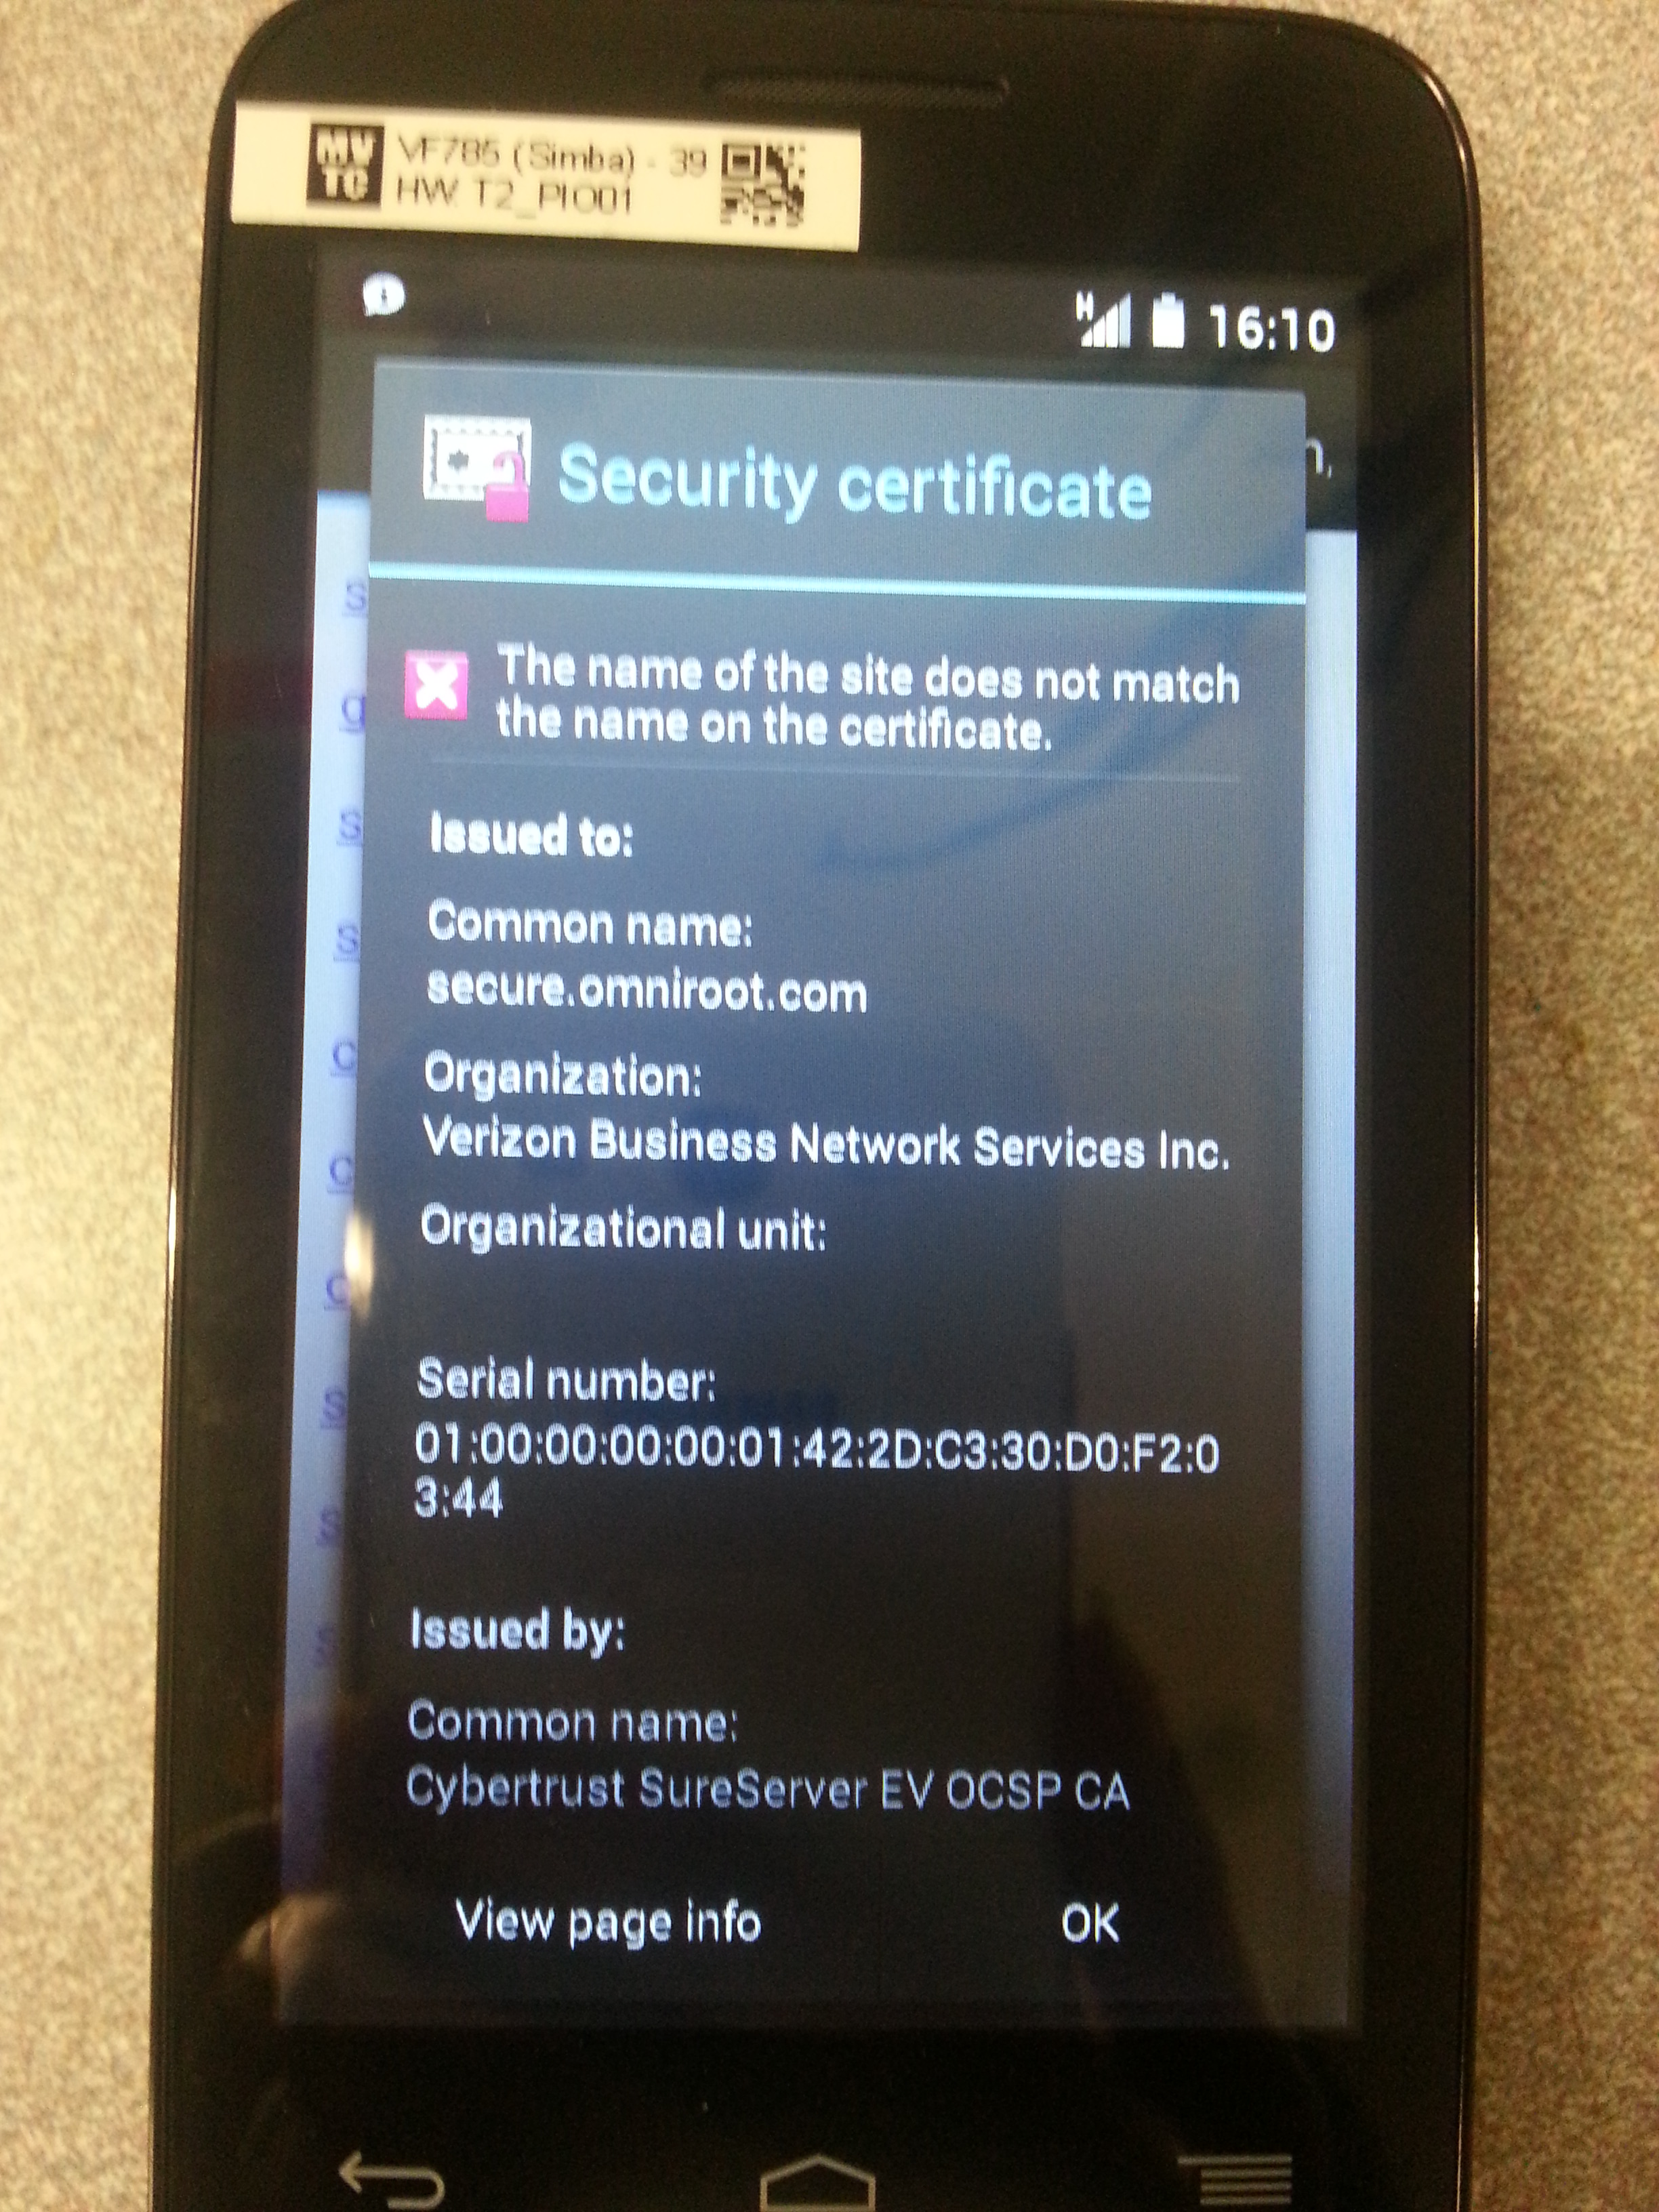 MV
TC
VF785 (Simba) - 39
HW T2_PIO01
H
16:10
Security certificate
The name of the site does not match
the name on the certificate.
Issued to:
Common name:
secure.omniroot.com
Organization:
Verizon Business Network Services Inc.
Organizational unit:
Serial number:
01:00:00:00:00:01:42:2D:C3:30:D0:F2:0
3:44
Issued by:
Common name:
Cybertrust SureServer EV OCSP CA
View page info
OK